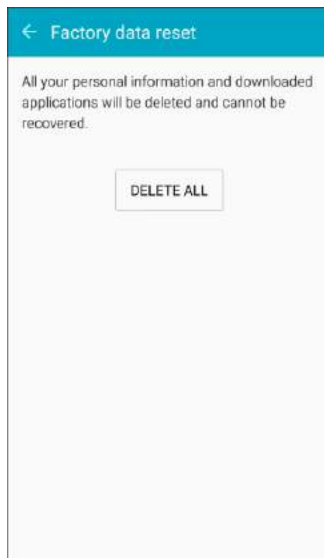 Factory data reset
All your personal information and downloaded
applications will be deleted and cannot be
recovered.
DELETE ALL